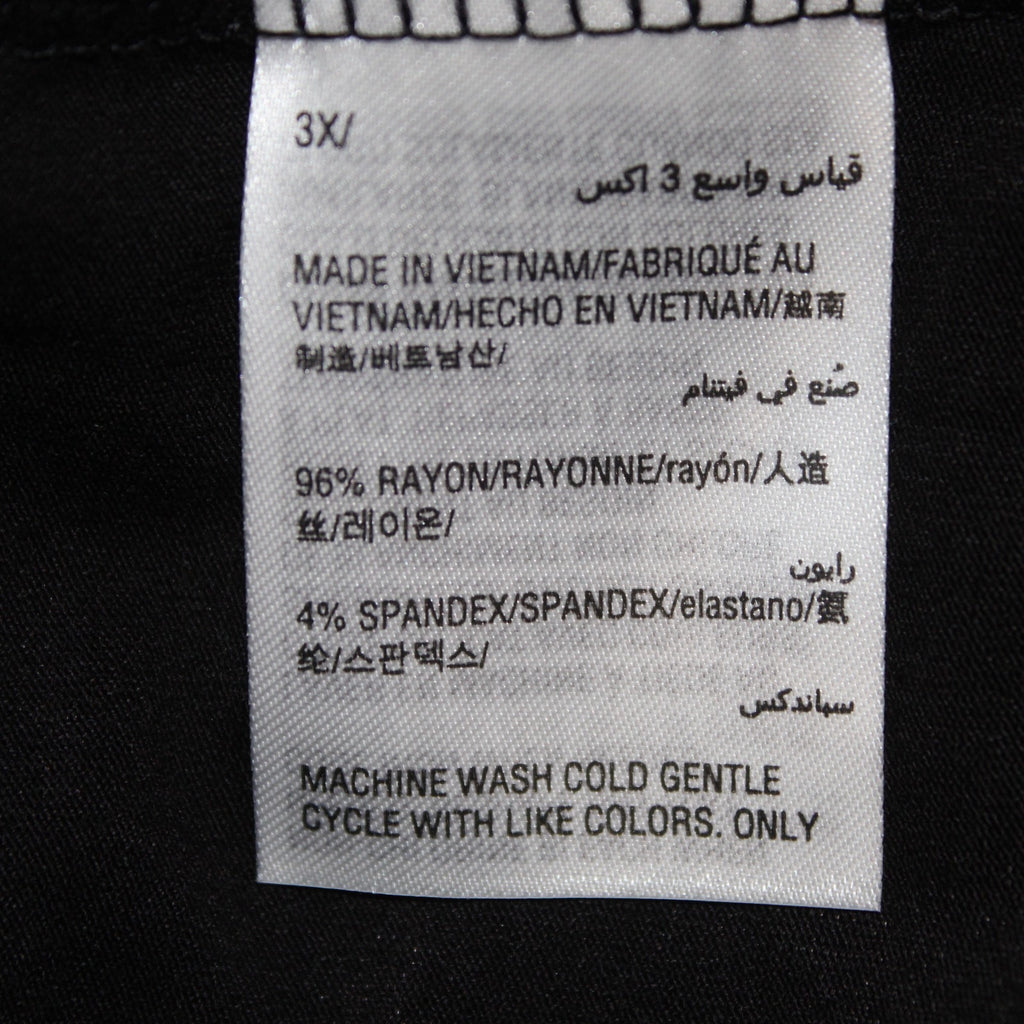 3X/
قياس واسع 3 اكس
MADE IN VIETNAM/FABRIQUÉ AU
VIETNAM/HECHO EN VIETNAM/越南
制造/베트남산/
صُنع في فيتنام
96% RAYON/RAYONNE/rayón/人造
丝/레이온/
رايون
4% SPANDEX/SPANDEX/elastano/氨
纶/스판덱스/
سباندكس
MACHINE WASH COLD GENTLE
CYCLE WITH LIKE COLORS. ONLY